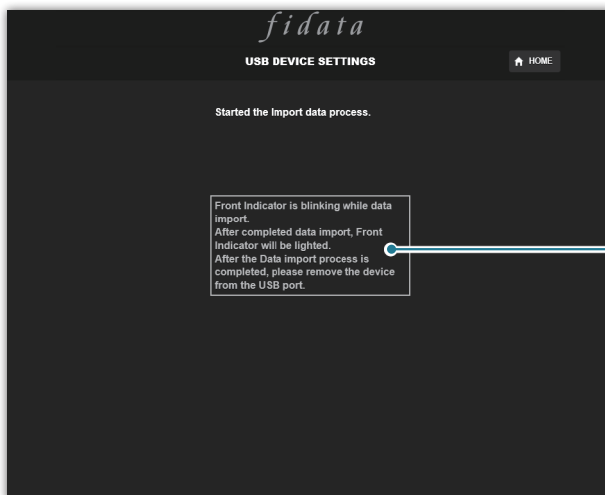 fidata
USB DEVICE SETTINGS
HOME
Started the Import data process.
Front Indicator is blinking while data
import.
After completed data import, Front
Indicator will be lighted.
After the Data import process is
completed, please remove the device
from the USB port.